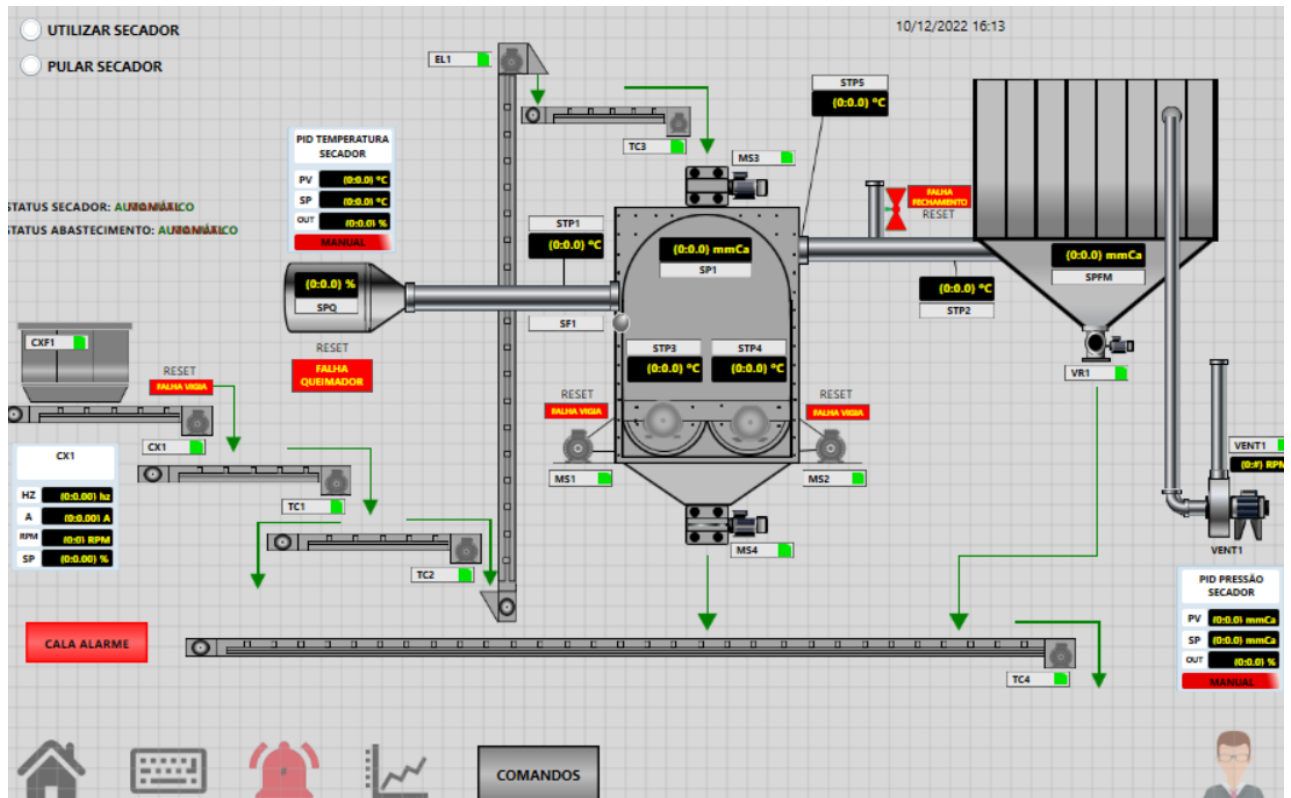 UTILIZAR SECADOR
PULAR SECADOR
10/12/2022 16:13
EL1
STP5
(0:0.0) °C
PID TEMPERATURA
SECADOR
PV (0:0.0) °C
SP (0:0.0) °C
OUT (0:0.0) %
MANUAL
TC3
MS3
STATUS SECADOR:
STATUS ABASTECIMENTO:
FALHA
FECHAMENTO
RESET
STP1
(0:0.0) °C
(0:0.0) mmCa
SP1
(0:0.0) mmCa
SPFM
(0:0.0) %
SPQ
(0:0.0) °C
STP2
SF1
CXF1
RESET
FALHA
QUEIMADOR
STP3
(0:0.0) °C
STP4
(0:0.0) °C
RESET
FALHA VIGIA
VR1
RESET
FALHA VIGIA
RESET
FALHA VIGIA
CX1
VENT1
(0:#) RPM
CX1
HZ (0:0.00) hz
A (0:0.00) A
RPM (0:0) RPM
SP (0:0.00) %
MS1
MS2
TC1
MS4
VENT1
TC2
PID PRESSÃO
SECADOR
PV (0:0.0) mmCa
SP (0:0.0) mmCa
OUT (0:0.0) %
MANUAL
CALA ALARME
TC4
COMANDOS